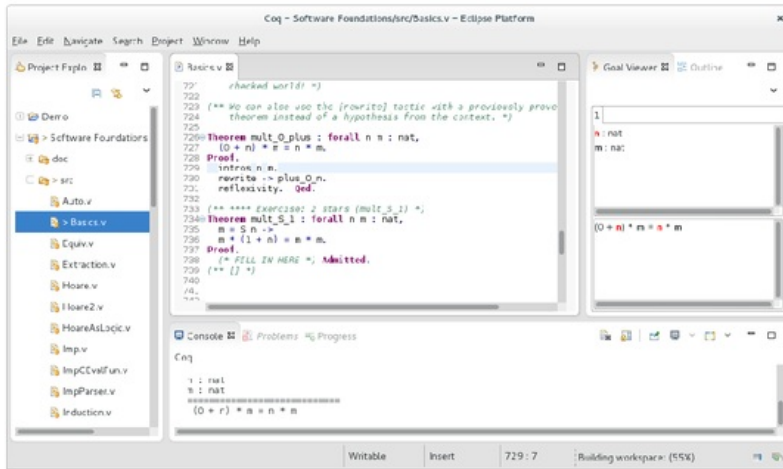 Coq – Software Foundations/src/Basics.v – Eclipse Platform
File Edit Navigate Search Project Window Help
Project Explo
Demo
> Software Foundations
doc
> src
Auto.v
> Basics.v
Equiv.v
Extraction.v
Hoare.v
Hoare2.v
HoareAsLogic.v
Imp.v
ImpCEvalFun.v
ImpParser.v
Induction.v
Basics.v
721 checked world! *)
722
723 (** We can also use the [rewrite] tactic with a previously prove
724 theorem instead of a hypothesis from the context. *)
725
726 Theorem mult_0_plus : forall n m : nat,
727 (0 + n) * m = n * m.
728 Proof.
729 intros n m.
730 rewrite -> plus_O_n.
731 reflexivity. Qed.
732
733 (** **** Exercise: 2 stars (mult_S_1) *)
734 Theorem mult_S_1 : forall n m : nat,
735 m = S n ->
736 m * (1 + n) = m * m.
737 Proof.
738 (* FILL IN HERE *) Admitted.
739 (** [] *)
740
Goal Viewer Outline
1
n : nat
m : nat
(0 + n) * m = n * m
Console Problems Progress
Coq
n : nat
m : nat
============================
(0 + n) * m = n * m
Writable Insert 729 : 7 Building workspace: (55%)